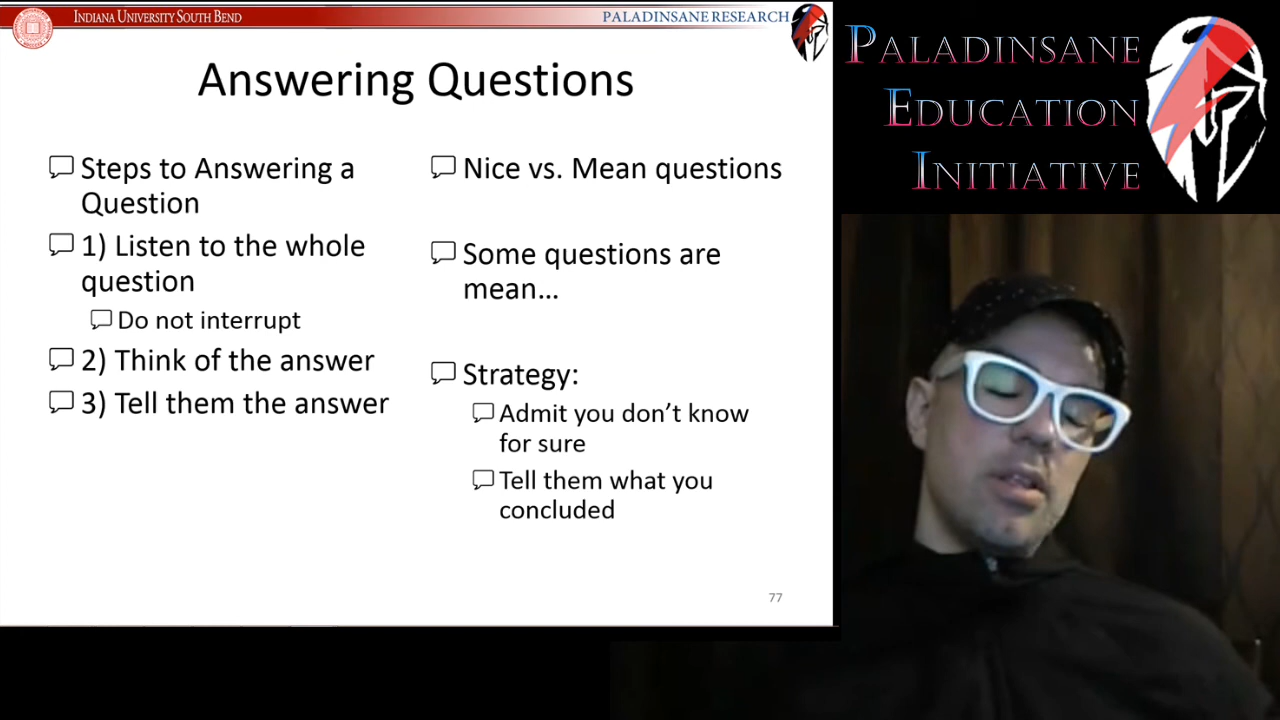 INDIANA UNIVERSITY SOUTH BEND
PALADINSANE RESEARCH
Answering Questions
Steps to Answering a
Question
1) Listen to the whole
question
Do not interrupt
2) Think of the answer
3) Tell them the answer
Nice vs. Mean questions
Some questions are
mean…
Strategy:
Admit you don’t know
for sure
Tell them what you
concluded
77
PALADINSANE
EDUCATION
INITIATIVE